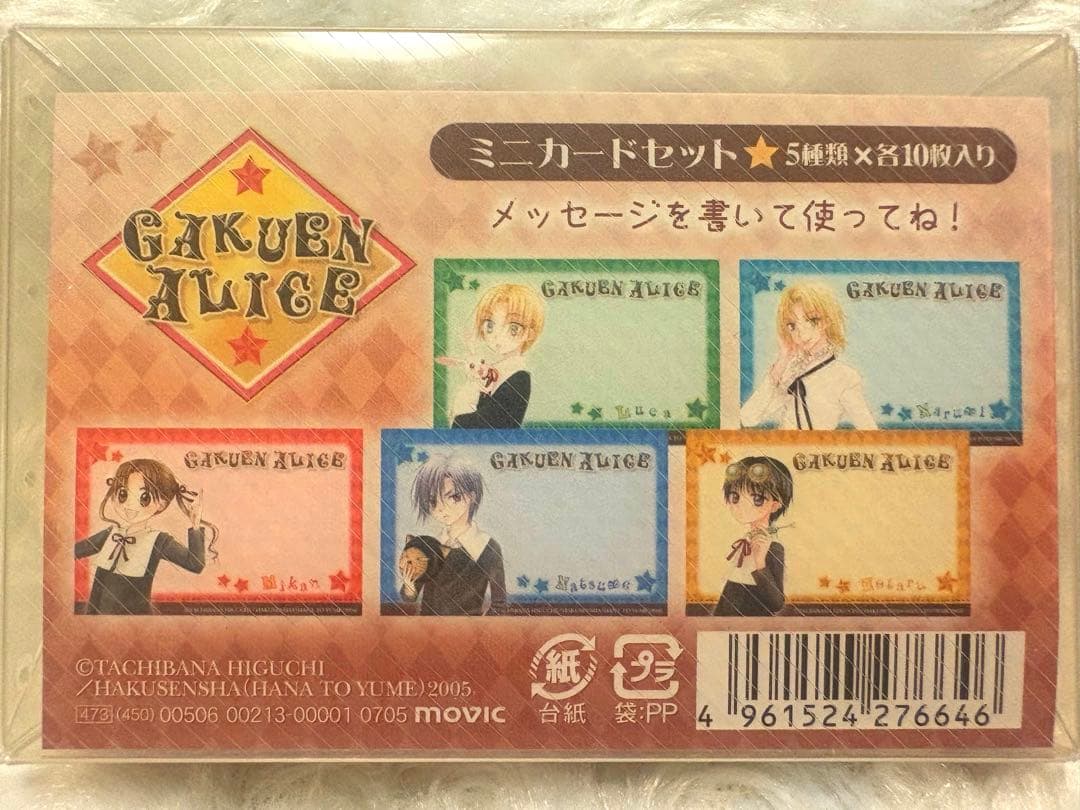 GAKUEN
ALICE
ミニカードセット★5種類×各10枚入り
メッセージを書いて使ってね!
GAKUEN ALICE
Luca
GAKUEN ALICE
Narumi
GAKUEN ALICE
Mikan
GAKUEN ALICE
Natsume
GAKUEN ALICE
Hotaru
©TACHIBANA HIGUCHI
/HAKUSENSHA(HANA TO YUME)2005.
473 (450) 00506 00213-00001 0705 movic
紙
台紙
プラ
袋:PP
4 961524 276646